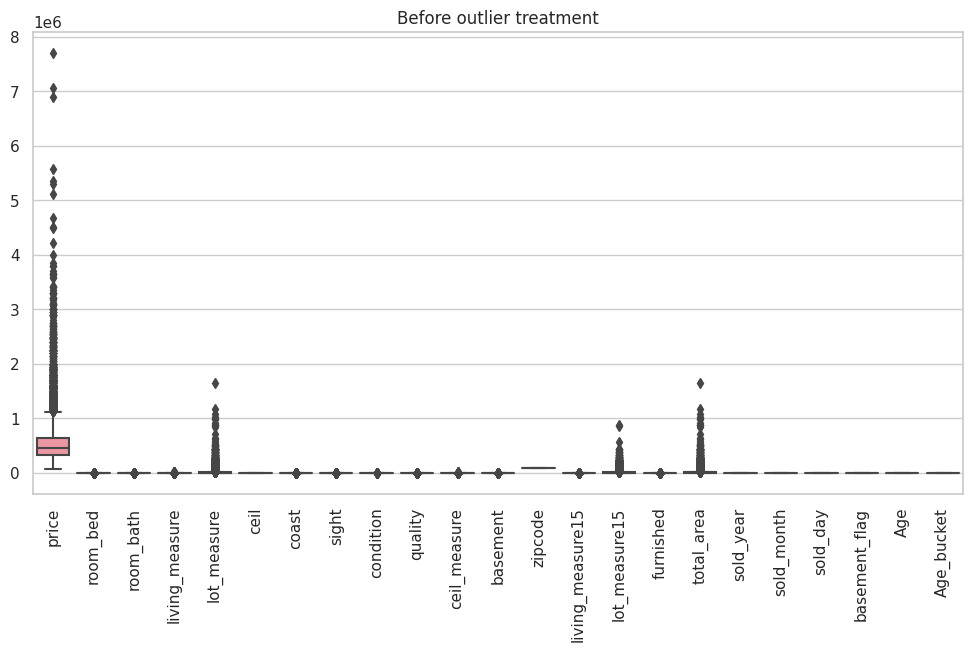 Before outlier treatment
1e6
8
7
6
5
4
3
2
1
0
price
room_bed
room_bath
living_measure
lot_measure
ceil
coast
sight
condition
quality
ceil_measure
basement
zipcode
living_measure15
lot_measure15
furnished
total_area
sold_year
sold_month
sold_day
basement_flag
Age
Age_bucket